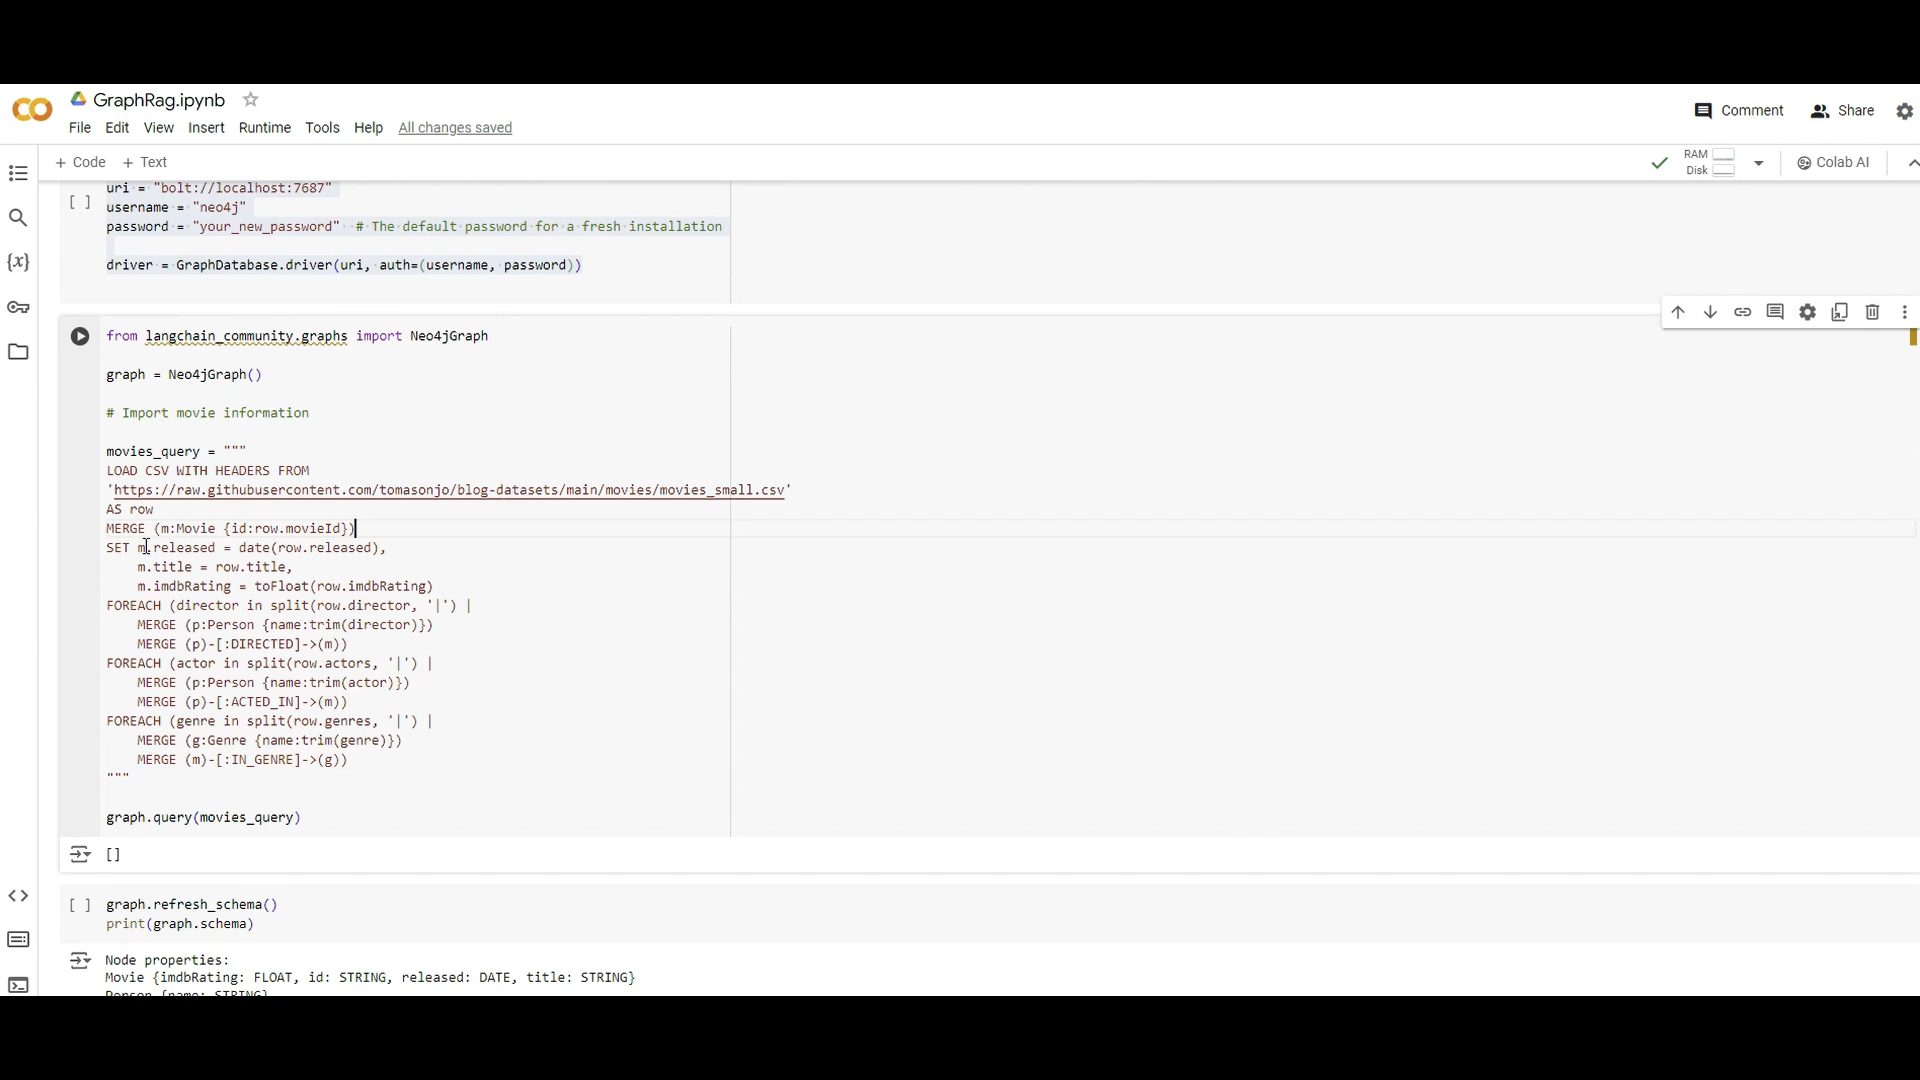 GraphRag.ipynb
Comment Share
File Edit View Insert Runtime Tools Help All changes saved
+ Code + Text
RAM
Disk
Colab AI
uri = "bolt://localhost:7687"
[ ]
username = "neo4j"
password = "your_new_password"  # The default password for a fresh installation
driver = GraphDatabase.driver(uri, auth=(username, password))
from langchain_community.graphs import Neo4jGraph
graph = Neo4jGraph()
# Import movie information
movies_query = """
LOAD CSV WITH HEADERS FROM
'https://raw.githubusercontent.com/tomasonjo/blog-datasets/main/movies/movies_small.csv'
AS row
MERGE (m:Movie {id:row.movieId})
SET m.released = date(row.released),
    m.title = row.title,
    m.imdbRating = toFloat(row.imdbRating)
FOREACH (director in split(row.director, '|') |
    MERGE (p:Person {name:trim(director)})
    MERGE (p)-[:DIRECTED]->(m))
FOREACH (actor in split(row.actors, '|') |
    MERGE (p:Person {name:trim(actor)})
    MERGE (p)-[:ACTED_IN]->(m))
FOREACH (genre in split(row.genres, '|') |
    MERGE (g:Genre {name:trim(genre)})
    MERGE (m)-[:IN_GENRE]->(g))
"""
graph.query(movies_query)
[]
[ ] graph.refresh_schema()
print(graph.schema)
Node properties:
Movie {imdbRating: FLOAT, id: STRING, released: DATE, title: STRING}
Person {name: STRING}